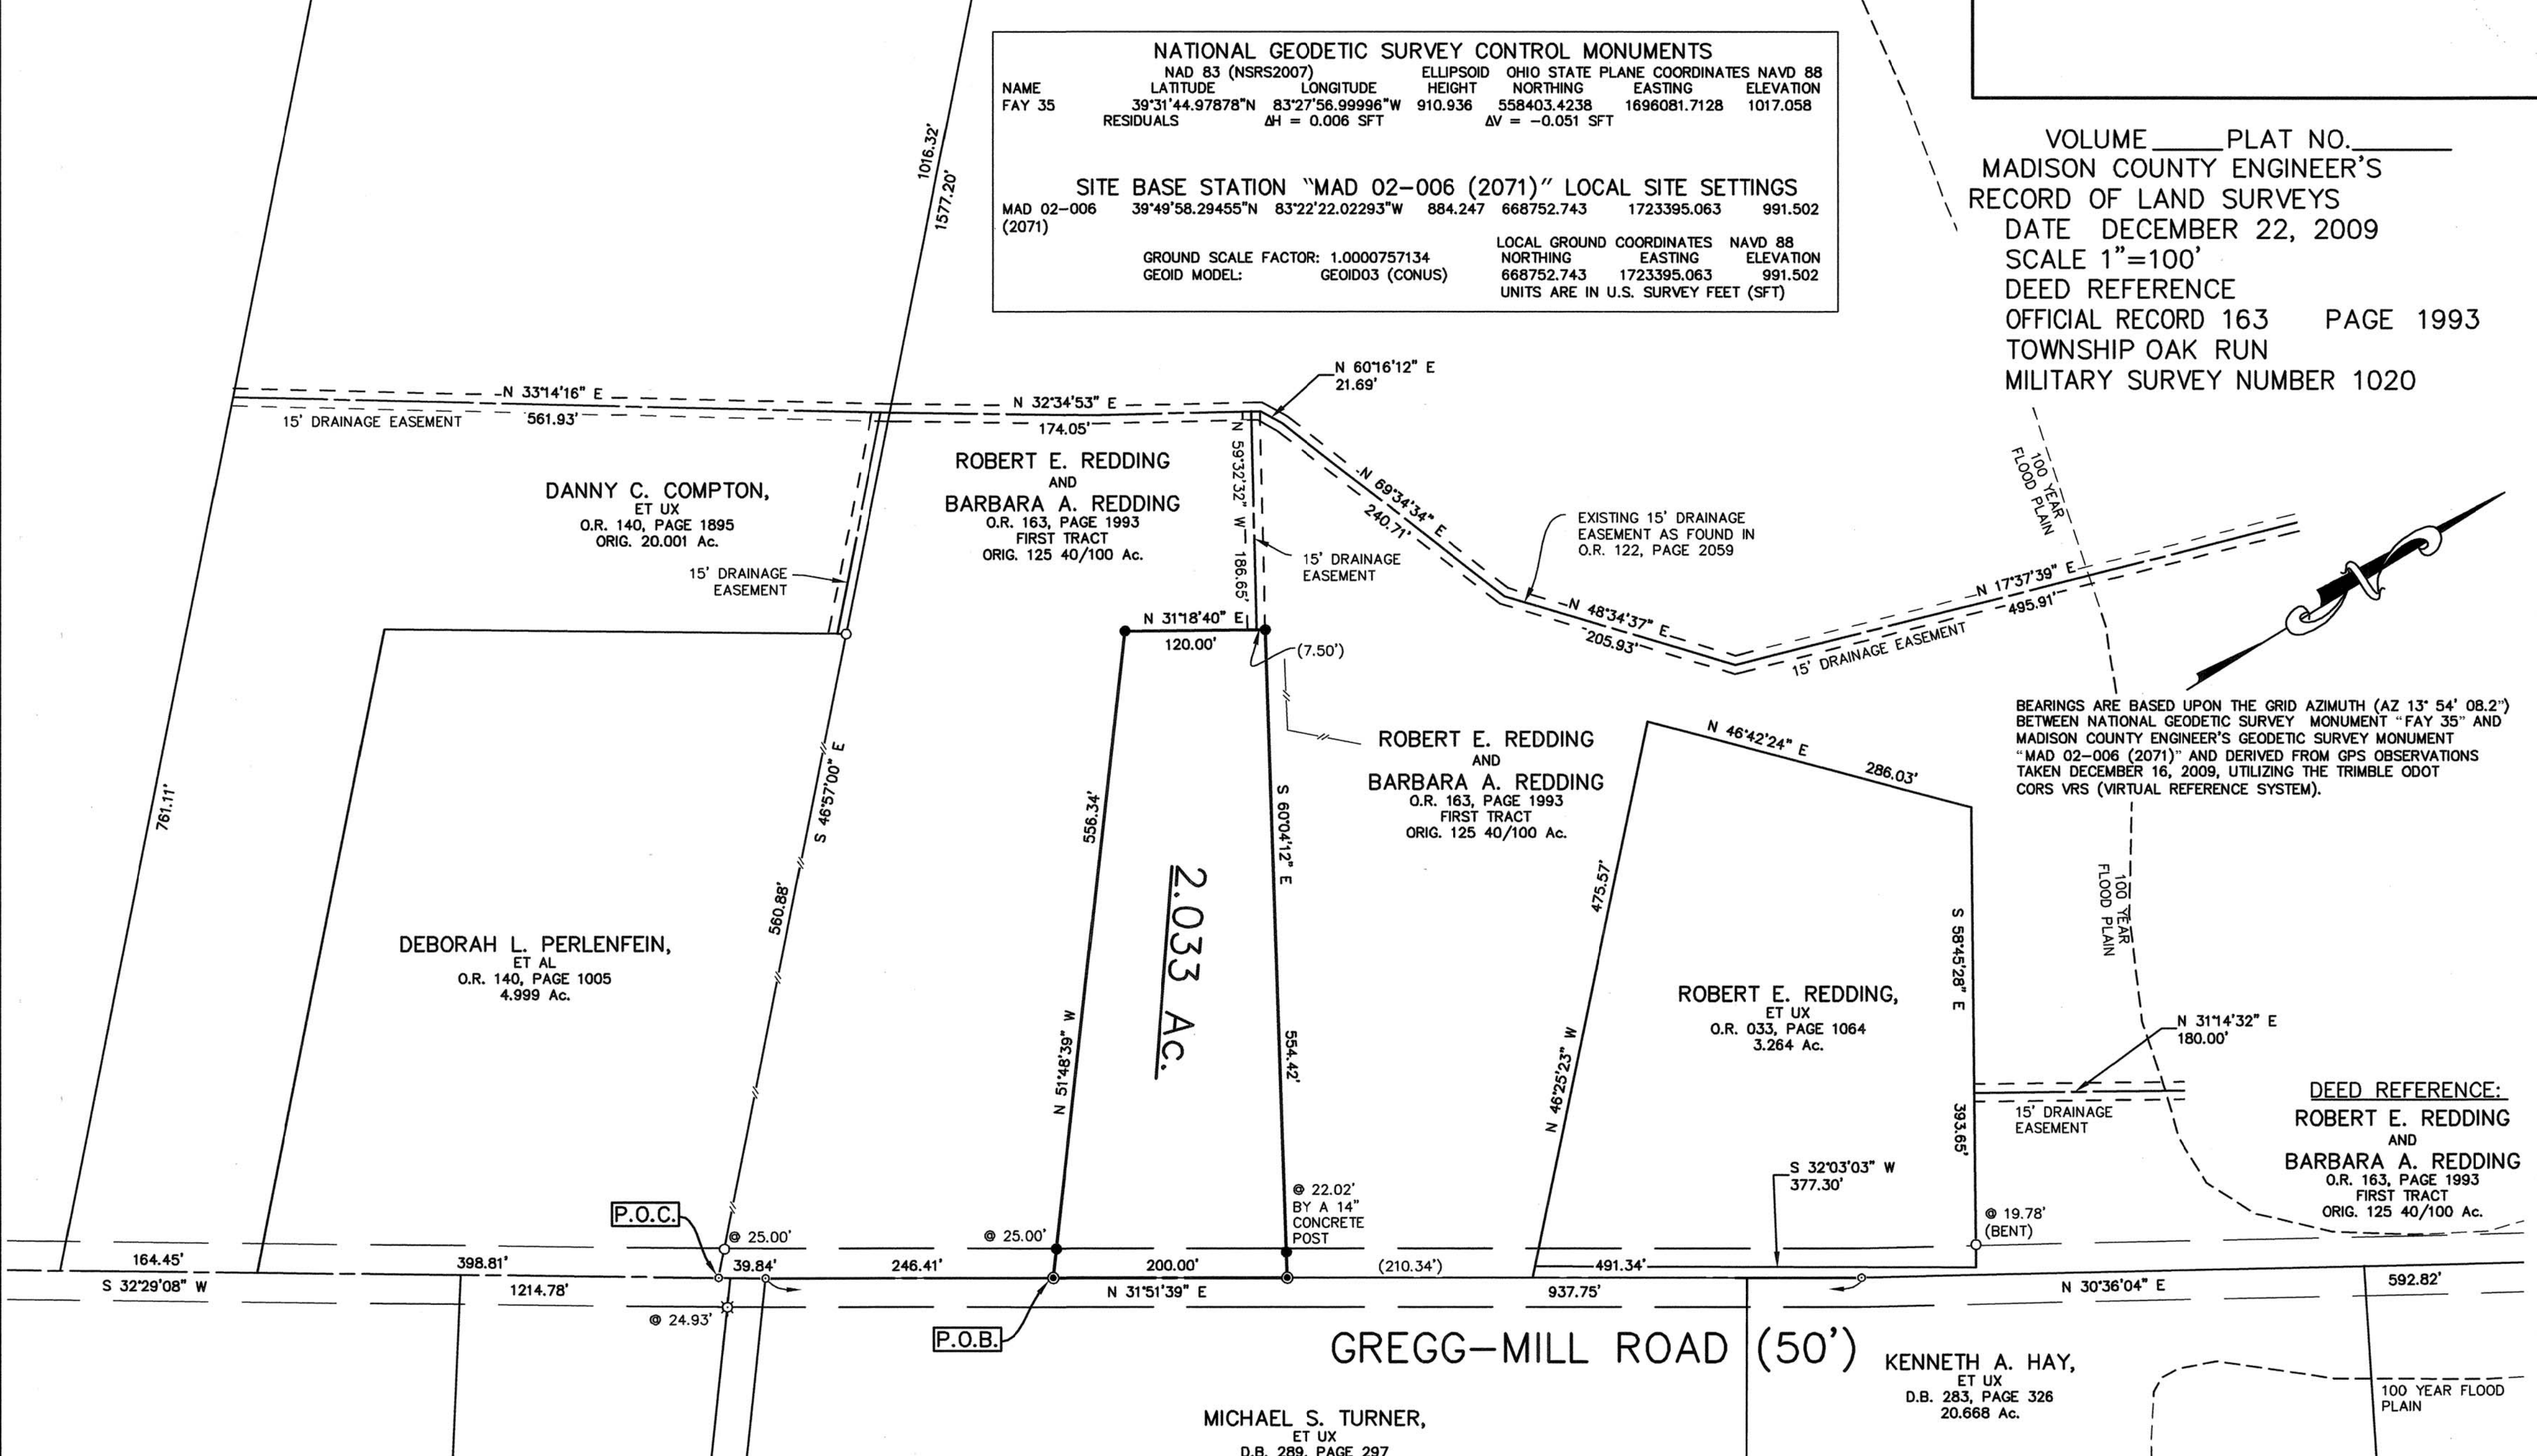 NATIONAL GEODETIC SURVEY CONTROL MONUMENTS
NAD 83 (NSRS2007) ELLIPSOID OHIO STATE PLANE COORDINATES NAVD 88
NAME LATITUDE LONGITUDE HEIGHT NORTHING EASTING ELEVATION
FAY 35 39°31'44.97878"N 83°27'56.99996"W 910.936 558403.4238 1696081.7128 1017.058
RESIDUALS ΔH = 0.006 SFT ΔV = -0.051 SFT
SITE BASE STATION "MAD 02-006 (2071)" LOCAL SITE SETTINGS
MAD 02-006 39°49'58.29455"N 83°22'22.02293"W 884.247 668752.743 1723395.063 991.502
(2071)
LOCAL GROUND COORDINATES NAVD 88
GROUND SCALE FACTOR: 1.0000757134 NORTHING EASTING ELEVATION
GEOID MODEL: GEOID03 (CONUS) 668752.743 1723395.063 991.502
UNITS ARE IN U.S. SURVEY FEET (SFT)
VOLUME_____PLAT NO._______
MADISON COUNTY ENGINEER'S
RECORD OF LAND SURVEYS
DATE DECEMBER 22, 2009
SCALE 1"=100'
DEED REFERENCE
OFFICIAL RECORD 163 PAGE 1993
TOWNSHIP OAK RUN
MILITARY SURVEY NUMBER 1020
1016.32'
1577.20'
N 33°14'16" E
561.93'
15' DRAINAGE EASEMENT
N 32°34'53" E
174.05'
N 60°16'12" E
21.69'
DANNY C. COMPTON,
ET UX
O.R. 140, PAGE 1895
ORIG. 20.001 Ac.
15' DRAINAGE
EASEMENT
ROBERT E. REDDING
AND
BARBARA A. REDDING
O.R. 163, PAGE 1993
FIRST TRACT
ORIG. 125 40/100 Ac.
N 59°32'32" W
186.65'
15' DRAINAGE
EASEMENT
N 69°34'34" E
240.71'
EXISTING 15' DRAINAGE
EASEMENT AS FOUND IN
O.R. 122, PAGE 2059
N 48°34'37" E
205.93'
N 17°37'39" E
495.91'
15' DRAINAGE EASEMENT
100 YEAR
FLOOD PLAIN
N
BEARINGS ARE BASED UPON THE GRID AZIMUTH (AZ 13° 54' 08.2")
BETWEEN NATIONAL GEODETIC SURVEY MONUMENT "FAY 35" AND
MADISON COUNTY ENGINEER'S GEODETIC SURVEY MONUMENT
"MAD 02-006 (2071)" AND DERIVED FROM GPS OBSERVATIONS
TAKEN DECEMBER 16, 2009, UTILIZING THE TRIMBLE ODOT
CORS VRS (VIRTUAL REFERENCE SYSTEM).
N 31°18'40" E
120.00'
(7.50')
ROBERT E. REDDING
AND
BARBARA A. REDDING
O.R. 163, PAGE 1993
FIRST TRACT
ORIG. 125 40/100 Ac.
761.11'
S 46°57'00" E
560.88'
556.34'
N 51°48'39" W
2.033 Ac.
S 60°04'12" E
554.42'
N 46°42'24" E
286.03'
475.57'
N 46°25'23" W
S 58°45'28" E
393.65'
100 YEAR
FLOOD PLAIN
DEBORAH L. PERLENFEIN,
ET AL
O.R. 140, PAGE 1005
4.999 Ac.
ROBERT E. REDDING,
ET UX
O.R. 033, PAGE 1064
3.264 Ac.
N 31°14'32" E
180.00'
15' DRAINAGE
EASEMENT
DEED REFERENCE:
ROBERT E. REDDING
AND
BARBARA A. REDDING
O.R. 163, PAGE 1993
FIRST TRACT
ORIG. 125 40/100 Ac.
S 32°03'03" W
377.30'
@ 22.02'
BY A 14"
CONCRETE
POST
@ 19.78'
(BENT)
P.O.C.
@ 25.00'
@ 25.00'
164.45'
398.81'
39.84'
246.41'
200.00'
(210.34')
491.34'
S 32°29'08" W
1214.78'
N 31°51'39" E
937.75'
N 30°36'04" E
592.82'
@ 24.93'
P.O.B.
GREGG-MILL ROAD (50')
KENNETH A. HAY,
ET UX
D.B. 283, PAGE 326
20.668 Ac.
100 YEAR FLOOD
PLAIN
MICHAEL S. TURNER,
ET UX
D.B. 289, PAGE 297